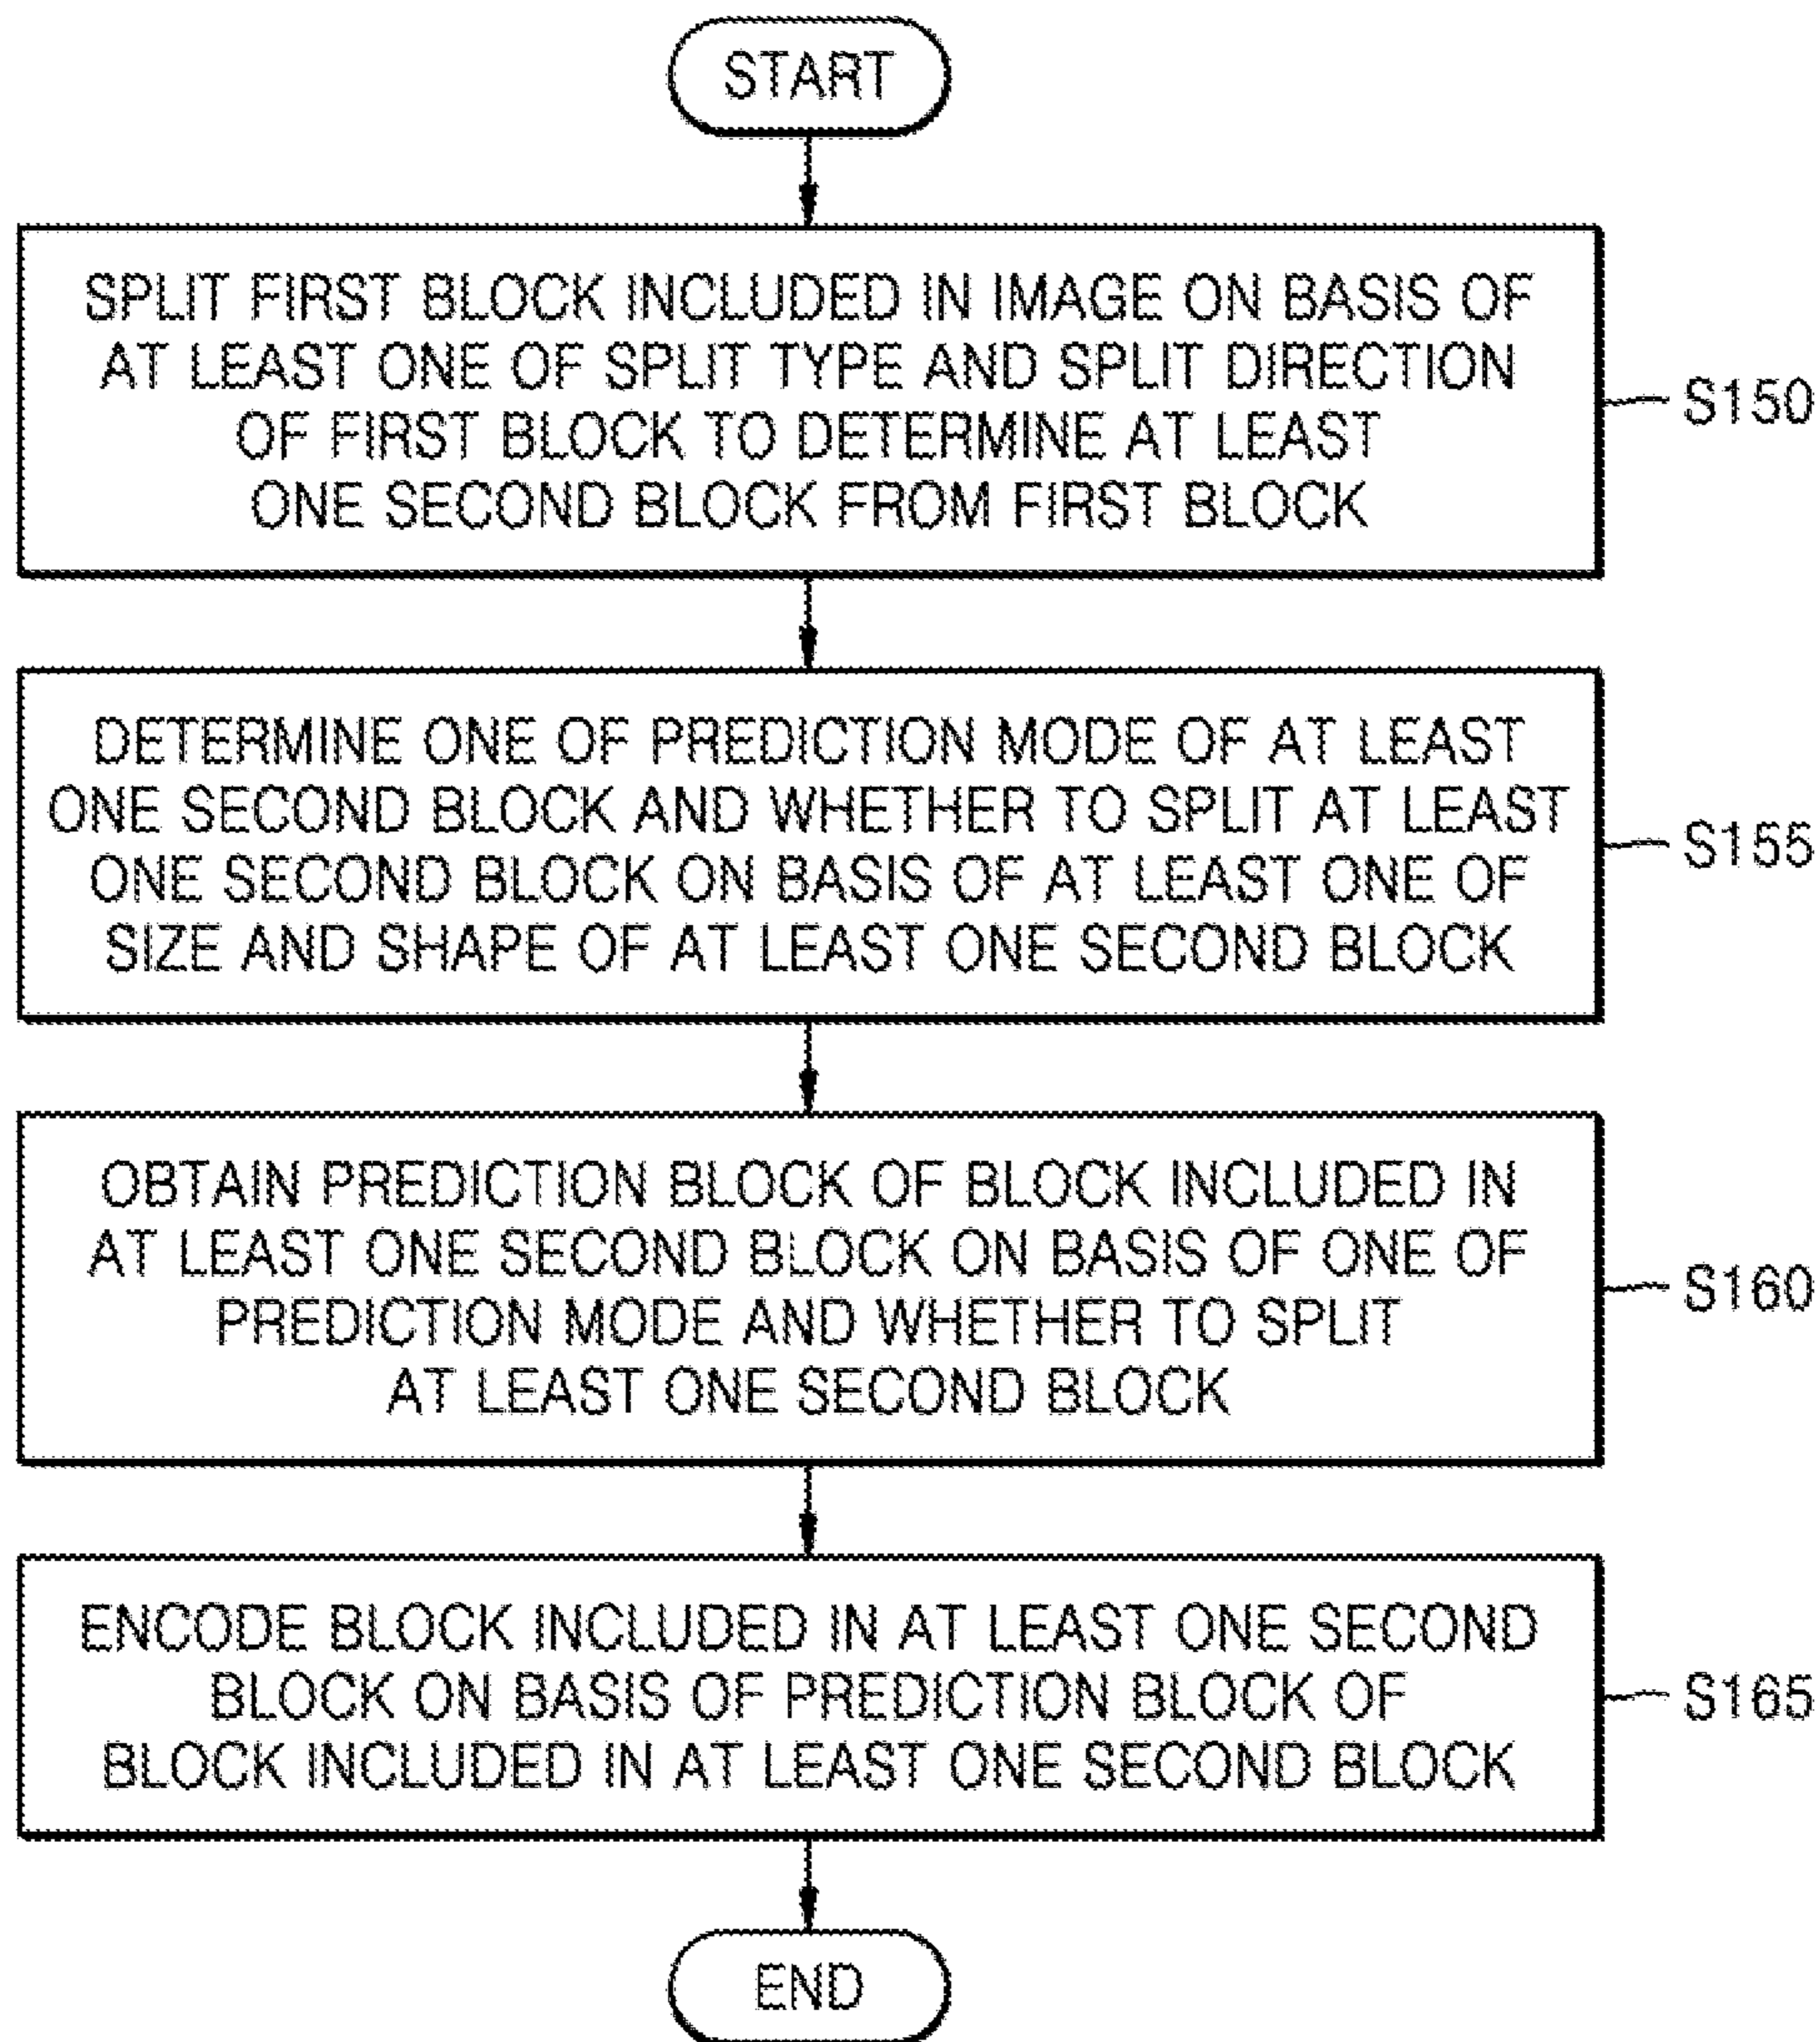 START
SPLIT FIRST BLOCK INCLUDED IN IMAGE ON BASIS OF
AT LEAST ONE OF SPLIT TYPE AND SPLIT DIRECTION
OF FIRST BLOCK TO DETERMINE AT LEAST
ONE SECOND BLOCK FROM FIRST BLOCK
S150
DETERMINE ONE OF PREDICTION MODE OF AT LEAST
ONE SECOND BLOCK AND WHETHER TO SPLIT AT LEAST
ONE SECOND BLOCK ON BASIS OF AT LEAST ONE OF
SIZE AND SHAPE OF AT LEAST ONE SECOND BLOCK
S155
OBTAIN PREDICTION BLOCK OF BLOCK INCLUDED IN
AT LEAST ONE SECOND BLOCK ON BASIS OF ONE OF
PREDICTION MODE AND WHETHER TO SPLIT
AT LEAST ONE SECOND BLOCK
S160
ENCODE BLOCK INCLUDED IN AT LEAST ONE SECOND
BLOCK ON BASIS OF PREDICTION BLOCK OF
BLOCK INCLUDED IN AT LEAST ONE SECOND BLOCK
S165
END